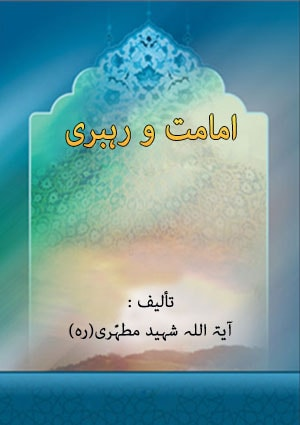 امامت و رہبری
تألیف :
آیۃ اللہ شہید مطہّری(رہ)